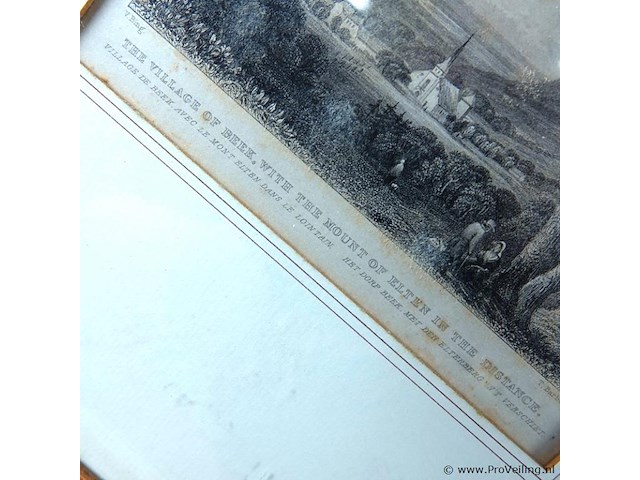 THE VILLAGE OF BEEK, WITH THE MOUNT OF ELTEN IN THE DISTANCE.
VILLAGE DE BEEK, AVEC LE MONT ELTEN DANS LE LOINTAIN. HET DORP BEEK, MET DEN ELTERBERG IN'T VERSCHIET.
© www.ProVeiling.nl